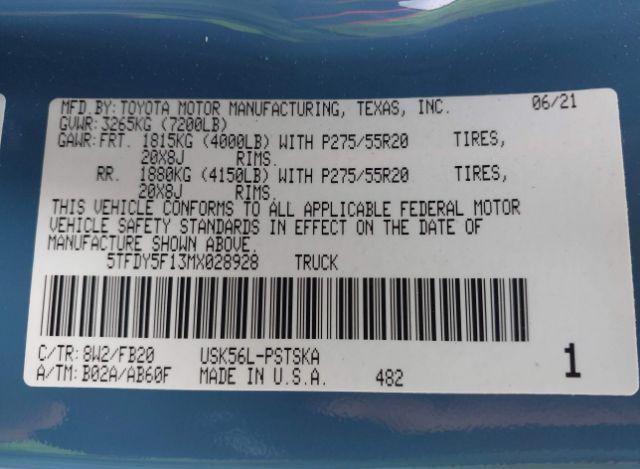 MFD.BY:TOYOTA MOTOR MANUFACTURING, TEXAS, INC. 06/21
GVWR:3265KG (7200LB)
GAWR:FRT. 1815KG (4000LB) WITH P275/55R20 TIRES,
20X8J RIMS.
RR. 1880KG (4150LB) WITH P275/55R20 TIRES,
20X8J RIMS.
THIS VEHICLE CONFORMS TO ALL APPLICABLE FEDERAL MOTOR
VEHICLE SAFETY STANDARDS IN EFFECT ON THE DATE OF
MANUFACTURE SHOWN ABOVE.
5TFDY5F13MX028928 TRUCK
C/TR:8W2/FB20 USK56L-PSTSKA
A/TM:B02A/AB60F MADE IN U.S.A. 482 1